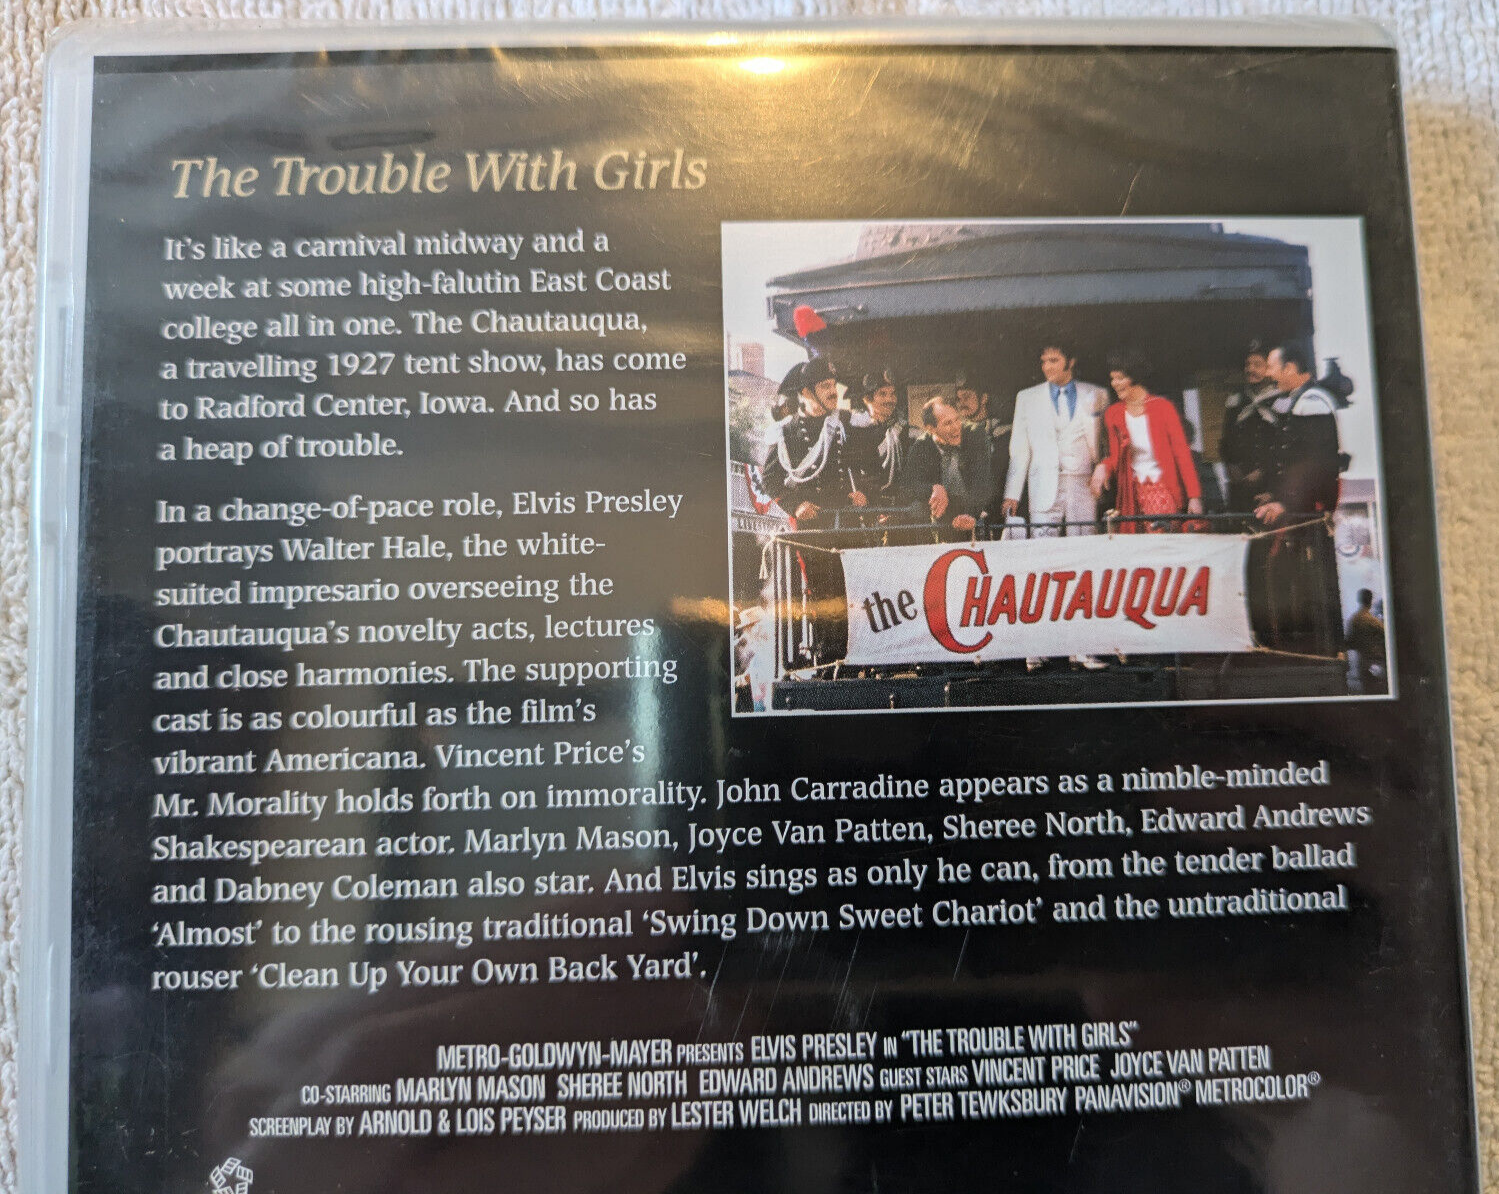 The Trouble With Girls
It's like a carnival midway and a
week at some high-falutin East Coast
college all in one. The Chautauqua,
a travelling 1927 tent show, has come
to Radford Center, Iowa. And so has
a heap of trouble.
In a change-of-pace role, Elvis Presley
portrays Walter Hale, the white-
suited impresario overseeing the
Chautauqua's novelty acts, lectures
and close harmonies. The supporting
cast is as colourful as the film's
vibrant Americana. Vincent Price's
Mr. Morality holds forth on immorality. John Carradine appears as a nimble-minded
Shakespearean actor. Marlyn Mason, Joyce Van Patten, Sheree North, Edward Andrews
and Dabney Coleman also star. And Elvis sings as only he can, from the tender ballad
‘Almost’ to the rousing traditional ‘Swing Down Sweet Chariot’ and the untraditional
rouser ‘Clean Up Your Own Back Yard’.
the CHAUTAUQUA
METRO-GOLDWYN-MAYER PRESENTS ELVIS PRESLEY IN "THE TROUBLE WITH GIRLS"
CO-STARRING MARLYN MASON SHEREE NORTH EDWARD ANDREWS GUEST STARS VINCENT PRICE JOYCE VAN PATTEN
SCREENPLAY BY ARNOLD & LOIS PEYSER PRODUCED BY LESTER WELCH DIRECTED BY PETER TEWKSBURY PANAVISION® METROCOLOR®